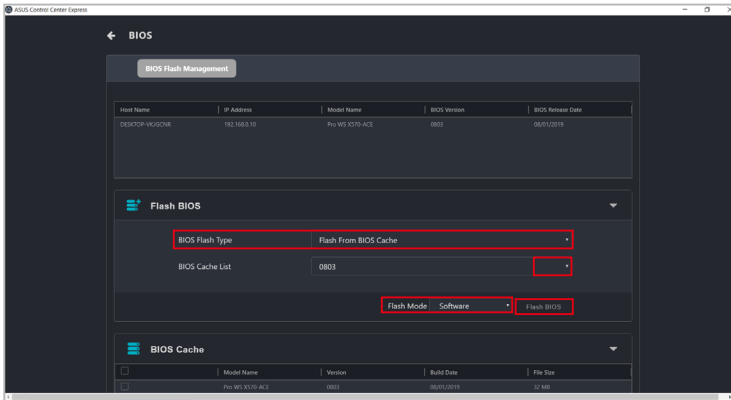 ASUS Control Center Express
BIOS
BIOS Flash Management
Host Name IP Address Model Name BIOS Version BIOS Release Date
DESKTOP-VKJGCNR 192.168.0.10 Pro WS X570-ACE 0803 08/01/2019
Flash BIOS
BIOS Flash Type Flash From BIOS Cache
BIOS Cache List 0803
Flash Mode Software Flash BIOS
BIOS Cache
Model Name Version Build Date File Size
Pro WS X570-ACE 0803 08/01/2019 32 MB